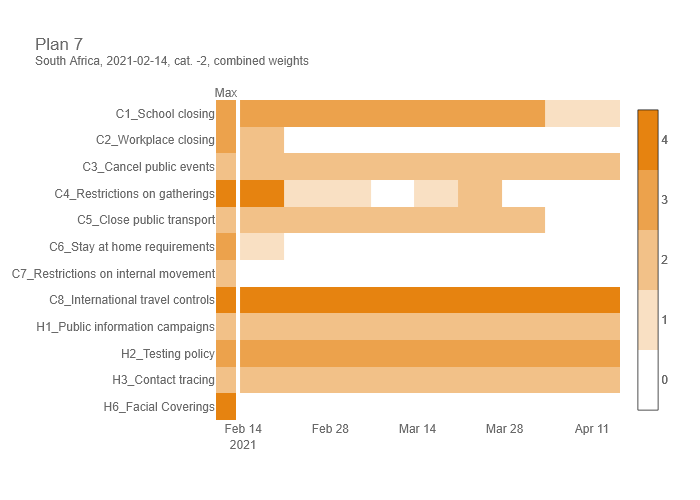 Plan 7
South Africa, 2021-02-14, cat. -2, combined weights
Max
C1_School closing
C2_Workplace closing
C3_Cancel public events
C4_Restrictions on gatherings
C5_Close public transport
C6_Stay at home requirements
C7_Restrictions on internal movement
C8_International travel controls
H1_Public information campaigns
H2_Testing policy
H3_Contact tracing
H6_Facial Coverings
Feb 14 Feb 28 Mar 14 Mar 28 Apr 11
2021
4
3
2
1
0